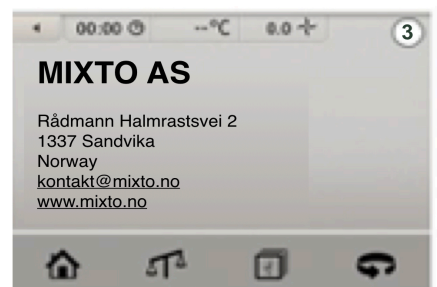 00:00 --°C 0.0 3
MIXTO AS
Rådmann Halmrastsvei 2
1337 Sandvika
Norway
kontakt@mixto.no
www.mixto.no